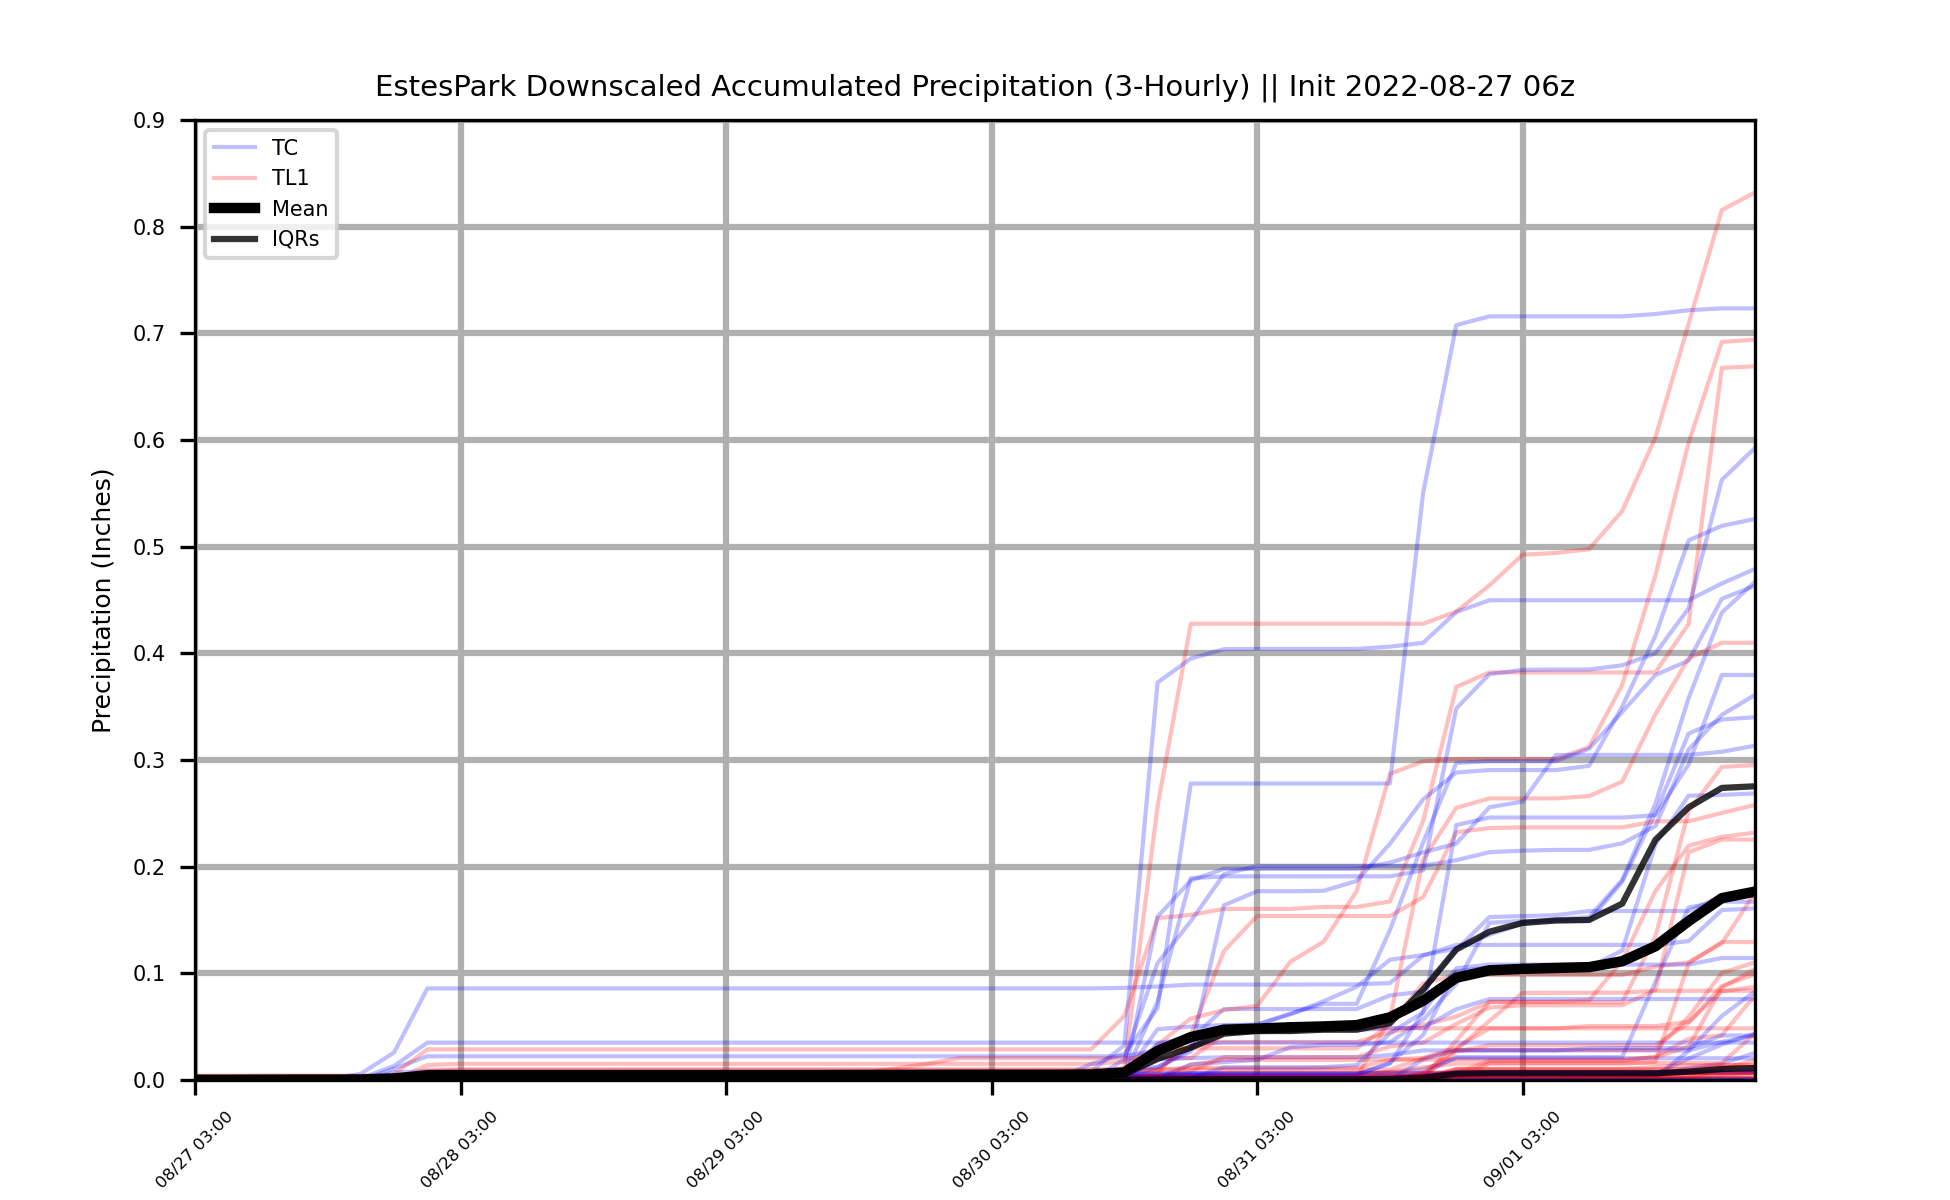 EstesPark Downscaled Accumulated Precipitation (3-Hourly) || Init 2022-08-27 06z
TC
TL1
Mean
IQRs
Precipitation (Inches)
0.9
0.8
0.7
0.6
0.5
0.4
0.3
0.2
0.1
0.0
08/27 03:00
08/28 03:00
08/29 03:00
08/30 03:00
08/31 03:00
09/01 03:00